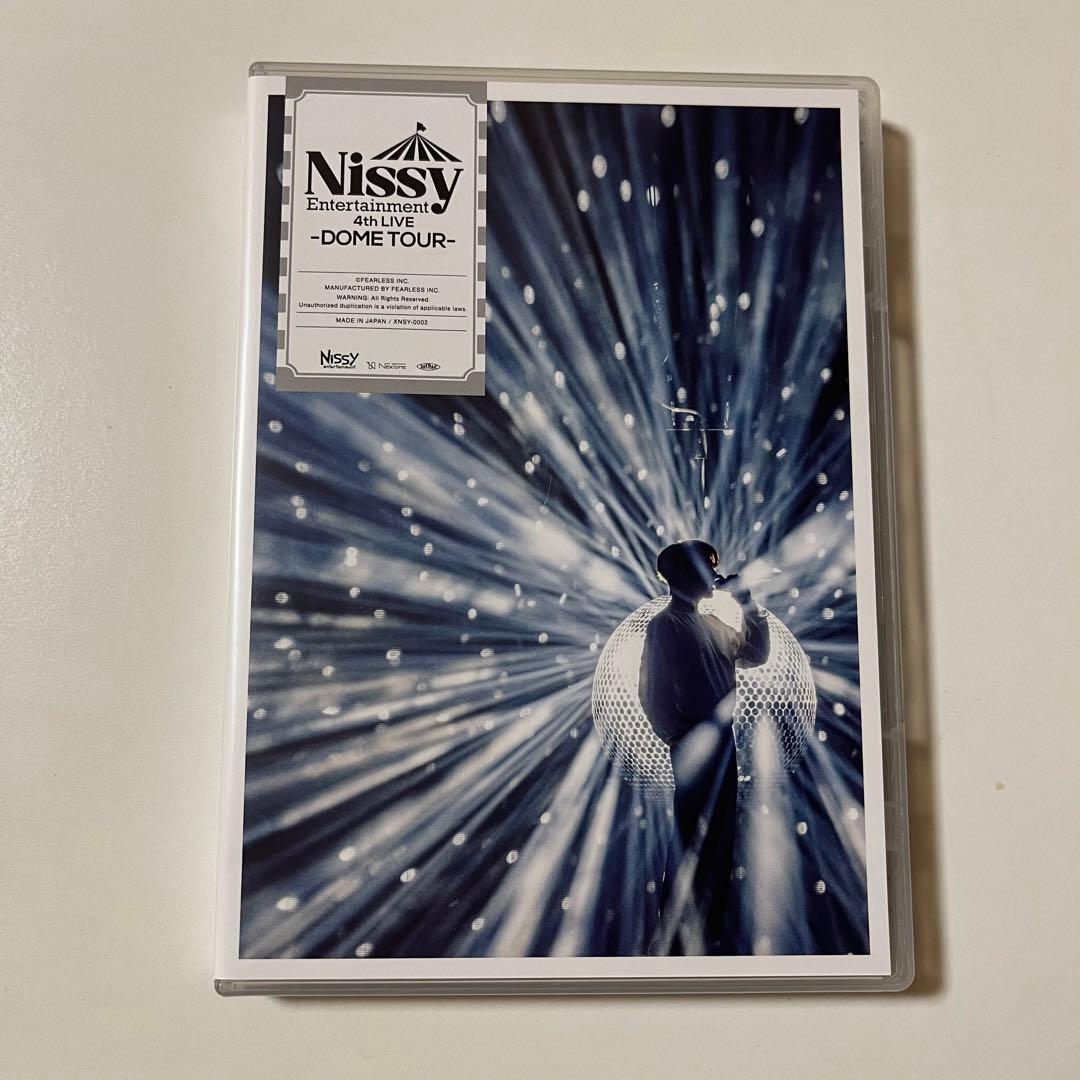 Nissy
Entertainment
4th LIVE
-DOME TOUR-
©FEARLESS INC.
MANUFACTURED BY FEARLESS INC.
WARNING: All Rights Reserved.
Unauthorized duplication is a violation of applicable laws.
MADE IN JAPAN / XNSY-0002
Nissy
entertainment
NexTone